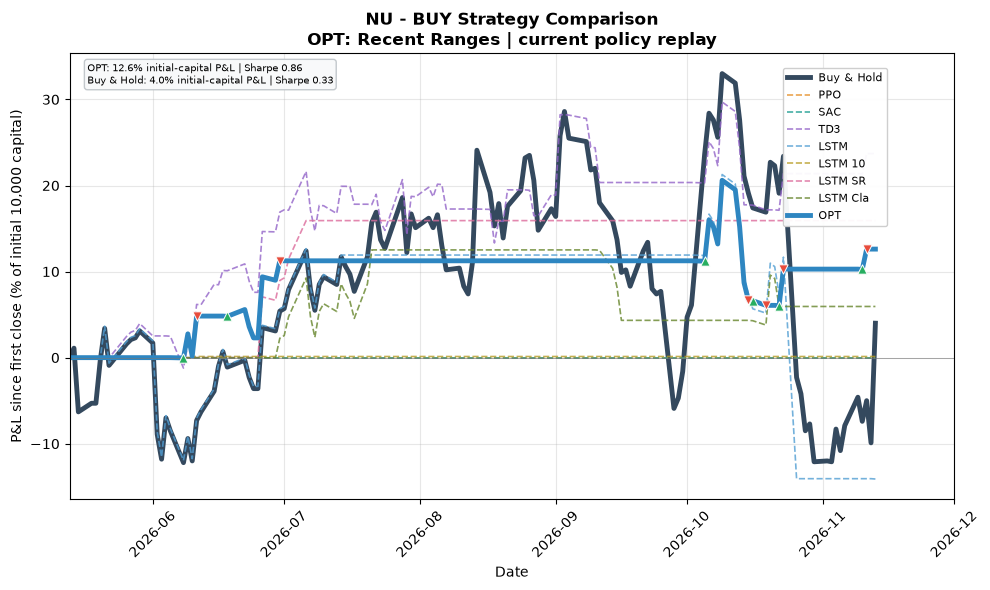 NU - BUY Strategy Comparison
OPT: Recent Ranges | current policy replay
OPT: 12.6% initial-capital P&L | Sharpe 0.86
Buy & Hold: 4.0% initial-capital P&L | Sharpe 0.33
Buy & Hold
PPO
SAC
TD3
LSTM
LSTM 10
LSTM SR
LSTM Cla
OPT
P&L since first close (% of initial 10,000 capital)
30
20
10
0
−10
2026-06
2026-07
2026-08
2026-09
2026-10
2026-11
2026-12
Date